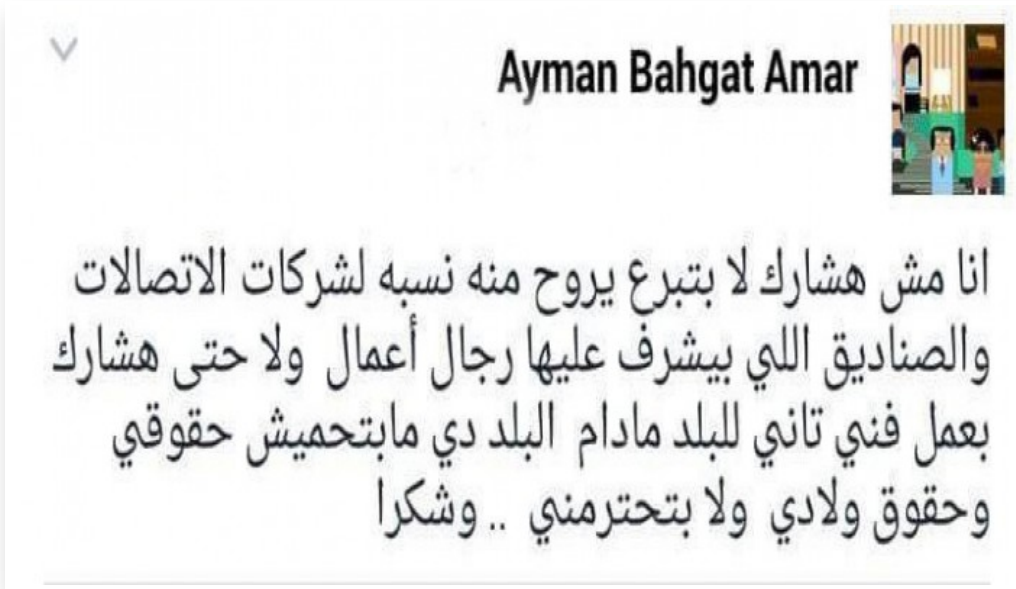 Ayman Bahgat Amar
انا مش هشارك لا بتبرع يروح منه نسبه لشركات الاتصالات
والصناديق اللي بيشرف عليها رجال أعمال ولا حتى هشارك
بعمل فني تاني للبلد مادام البلد دي مابتحميش حقوقي
وحقوق ولادي ولا بتحترمني .. وشكرا